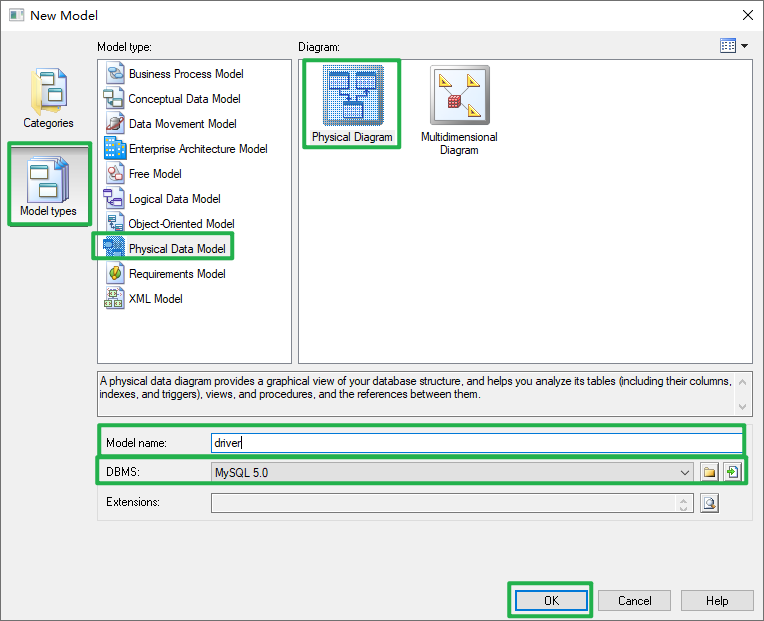 New Model
Model type:
Diagram:
Categories
Model types
Business Process Model
Conceptual Data Model
Data Movement Model
Enterprise Architecture Model
Free Model
Logical Data Model
Object-Oriented Model
Physical Data Model
Requirements Model
XML Model
Physical Diagram
Multidimensional
Diagram
A physical data diagram provides a graphical view of your database structure, and helps you analyze its tables (including their columns,
indexes, and triggers), views, and procedures, and the references between them.
Model name:
driver
DBMS:
MySQL 5.0
Extensions:
OK
Cancel
Help